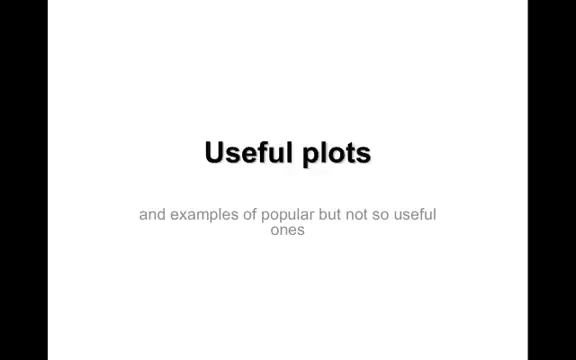 Useful plots
and examples of popular but not so useful
ones